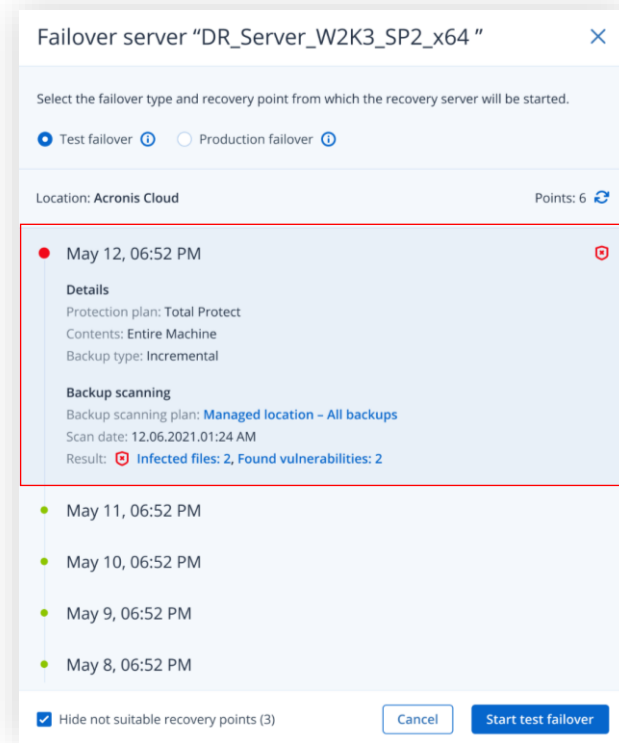 Failover server “DR_Server_W2K3_SP2_x64 ”
Select the failover type and recovery point from which the recovery server will be started.
Test failover Production failover
Location: Acronis Cloud Points: 6
May 12, 06:52 PM
Details
Protection plan: Total Protect
Contents: Entire Machine
Backup type: Incremental
Backup scanning
Backup scanning plan: Managed location – All backups
Scan date: 12.06.2021.01:24 AM
Result: Infected files: 2, Found vulnerabilities: 2
May 11, 06:52 PM
May 10, 06:52 PM
May 9, 06:52 PM
May 8, 06:52 PM
Hide not suitable recovery points (3) Cancel Start test failover